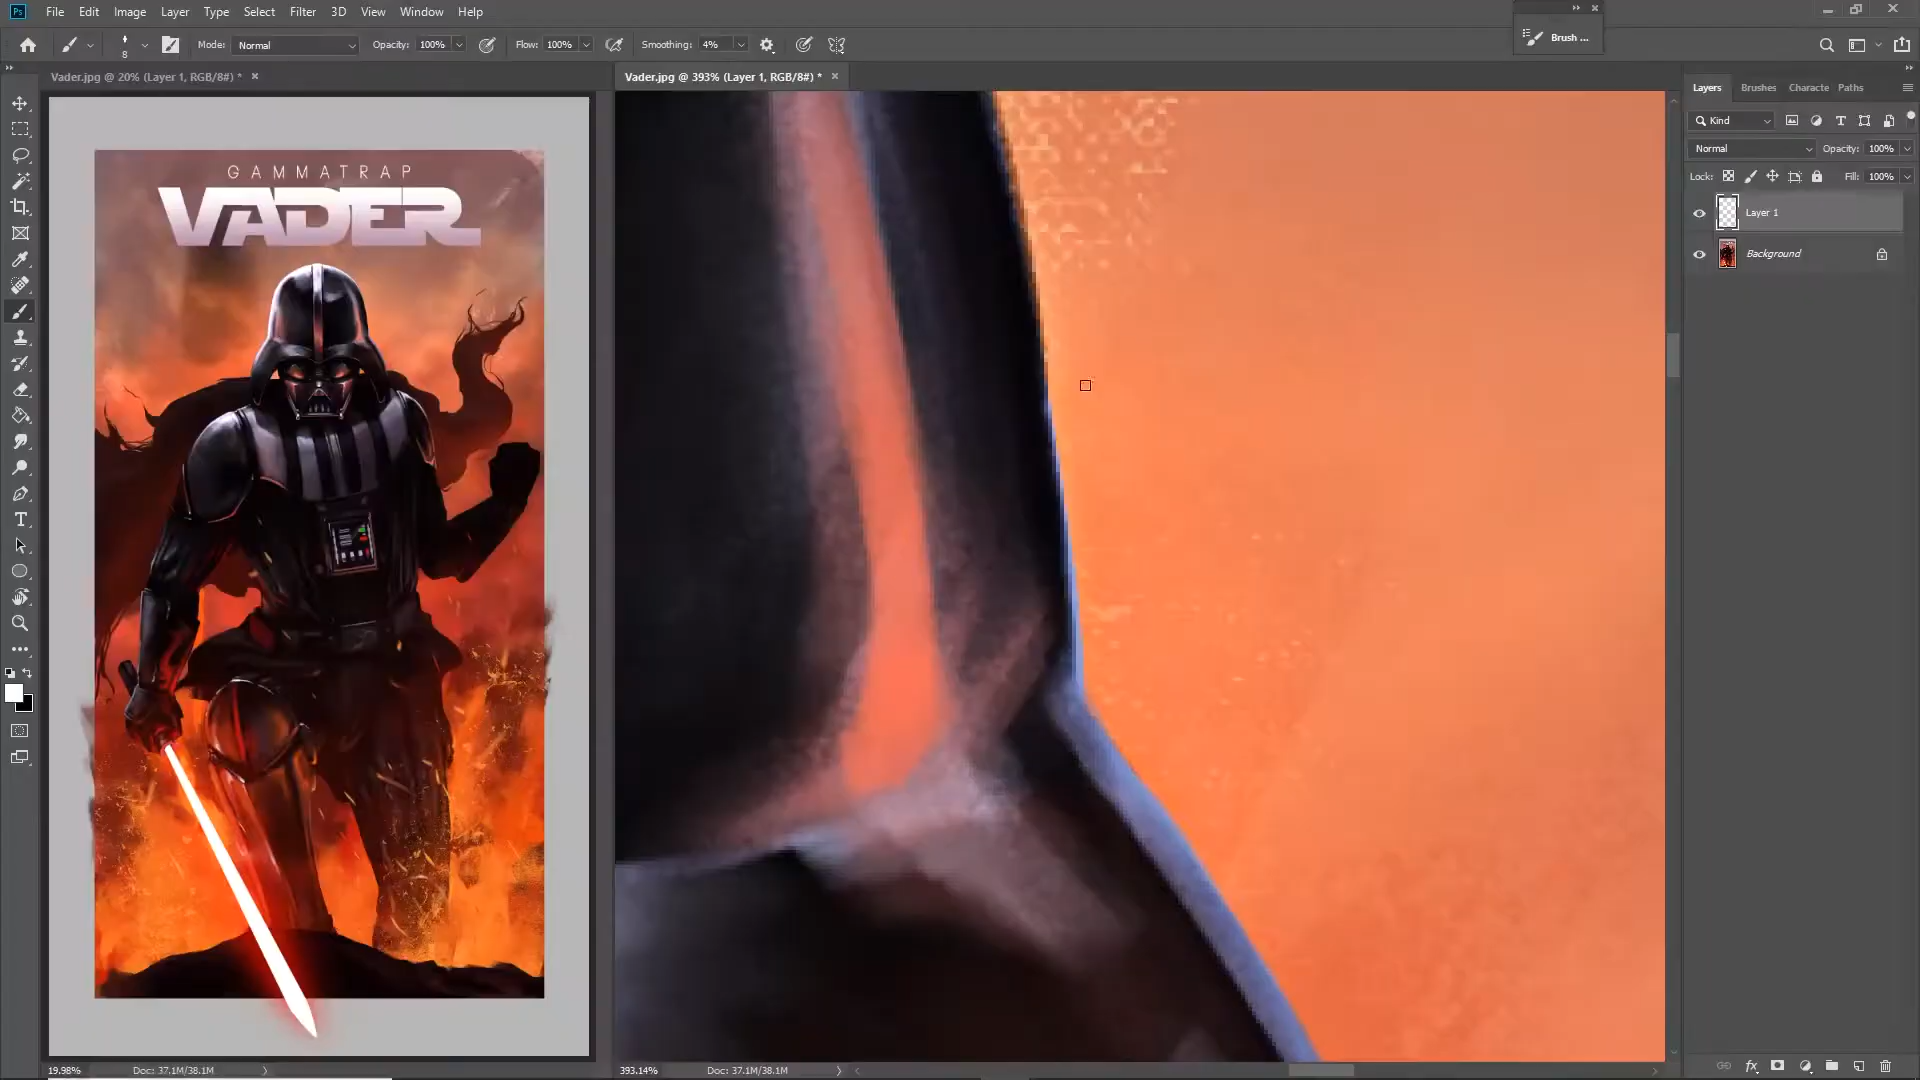 File Edit Image Layer Type Select Filter 3D View Window Help
Mode: Normal Opacity: 100% Flow: 100% Smoothing: 4%
8
Brush ...
Vader.jpg @ 20% (Layer 1, RGB/8#) *
Vader.jpg @ 393% (Layer 1, RGB/8#) *
Layers Brushes Characte Paths
Kind
Normal Opacity: 100%
Lock: Fill: 100%
Layer 1
Background
GAMMATRAP
VADER
19.98% Doc: 37.1M/38.1M
393.14% Doc: 37.1M/38.1M